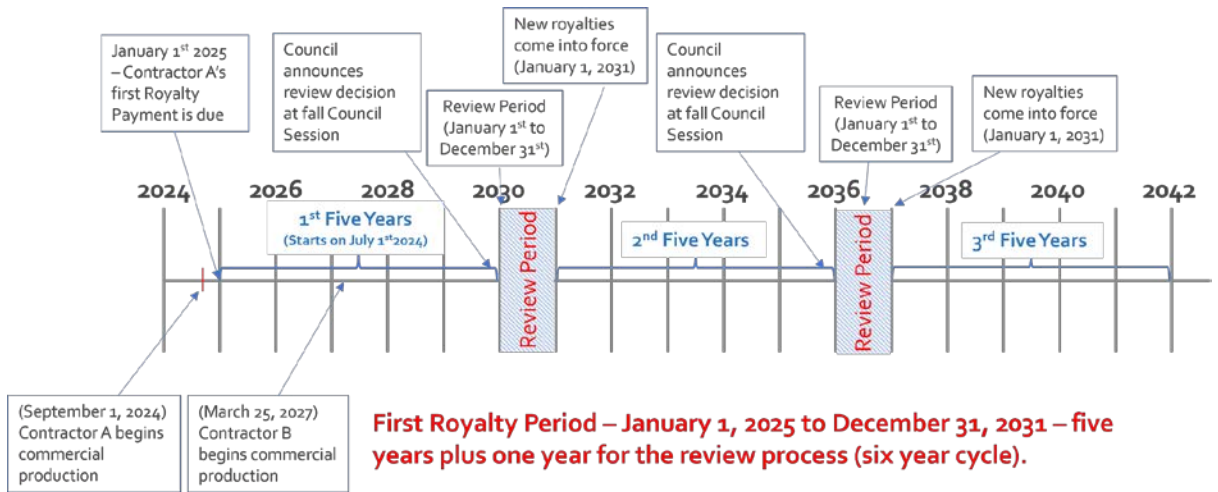 January 1st 2025
– Contractor A's
first Royalty
Payment is due
Council
announces
review decision
at fall Council
Session
Review Period
(January 1st to
December 31st)
New royalties
come into force
(January 1, 2031)
Council
announces
review decision
at fall Council
Session
Review Period
(January 1st to
December 31st)
New royalties
come into force
(January 1, 2031)
2024 2026 2028 2030 2032 2034 2036 2038 2040 2042
1st Five Years
(Starts on July 1st2024)
Review Period
2nd Five Years
Review Period
3rd Five Years
(September 1, 2024)
Contractor A begins
commercial
production
(March 25, 2027)
Contractor B
begins commercial
production
First Royalty Period – January 1, 2025 to December 31, 2031 – five
years plus one year for the review process (six year cycle).